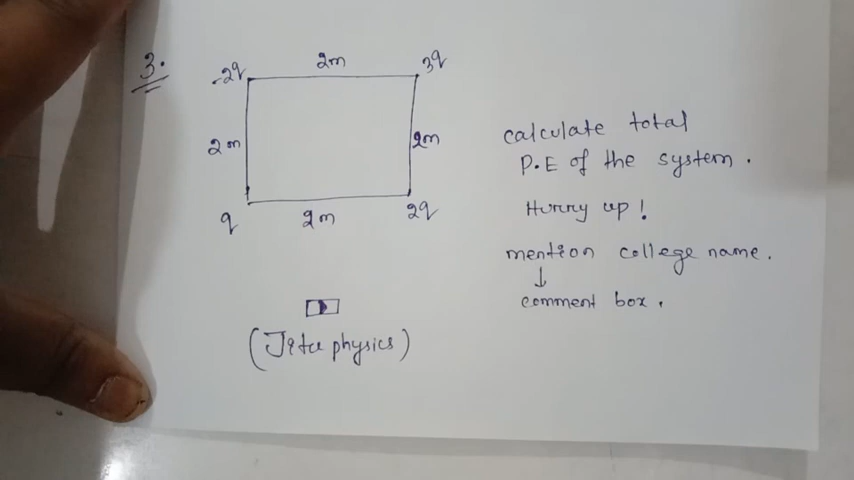 3.
-2q 2m 3q
2m 2m
q 2m 2q
calculate total
P.E of the system.
Hurry up!
mention college name.
↓
comment box.
(Jitu physics)